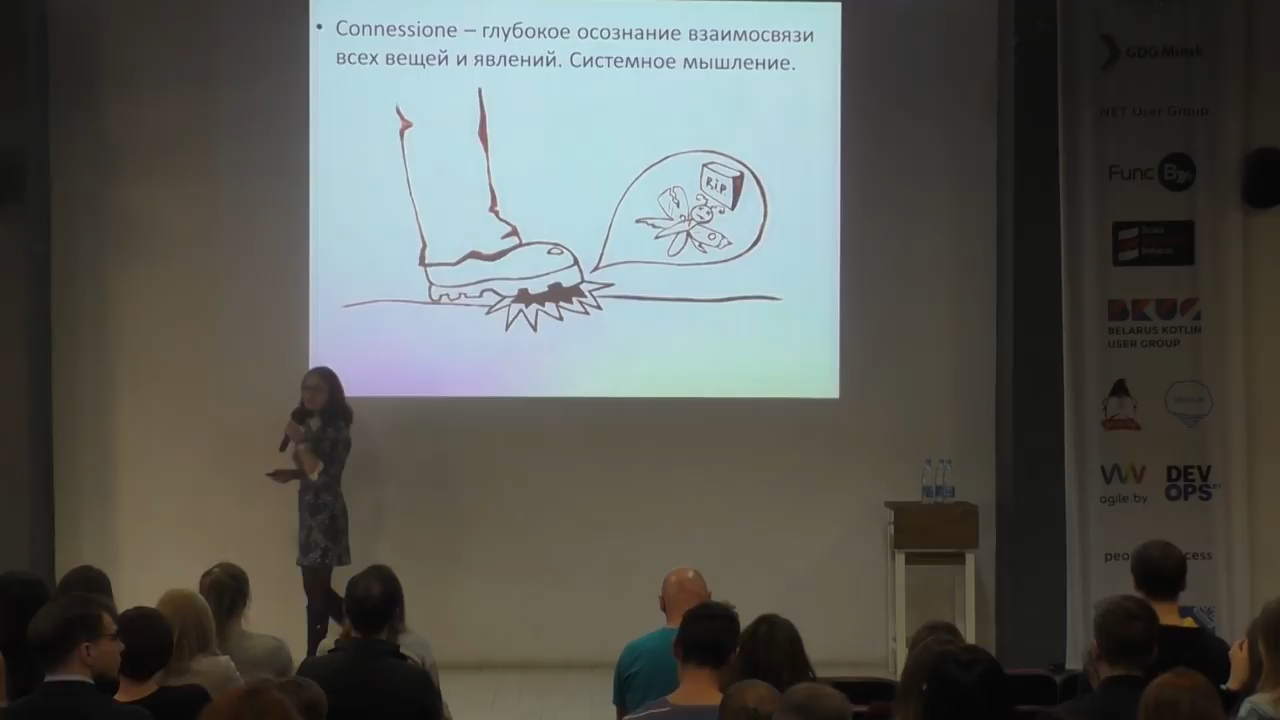 • Connessione – глубокое осознание взаимосвязи
всех вещей и явлений. Системное мышление.
R.i.P.
GDG Minsk
.NET User Group
Func By
BKUG
BELARUS KOTLIN
USER GROUP
agile.by
DEV
OPS